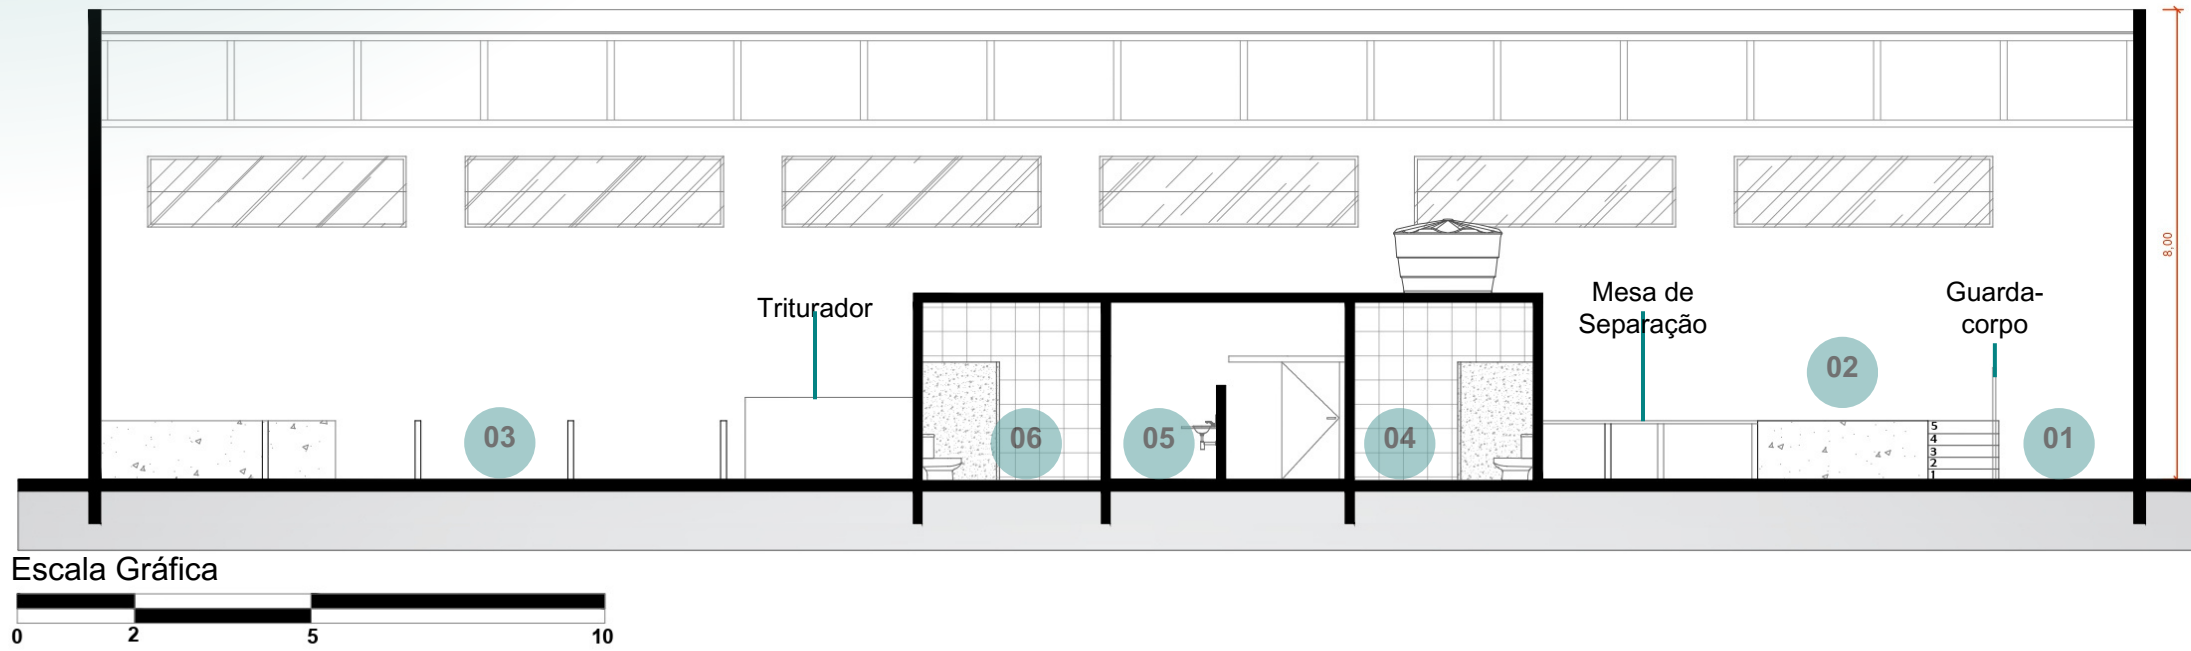 8,00
Triturador
Mesa de
Separação
Guarda-
corpo
02
03
06
05
04
01
5
4
3
2
1
Escala Gráfica
0 2 5 10